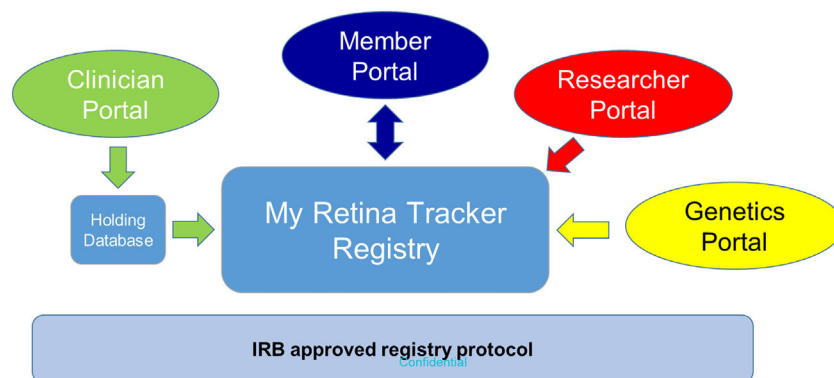 Member
Portal
Clinician
Portal
Researcher
Portal
Holding
Database
My Retina Tracker
Registry
Genetics
Portal
IRB approved registry protocol
Confidential